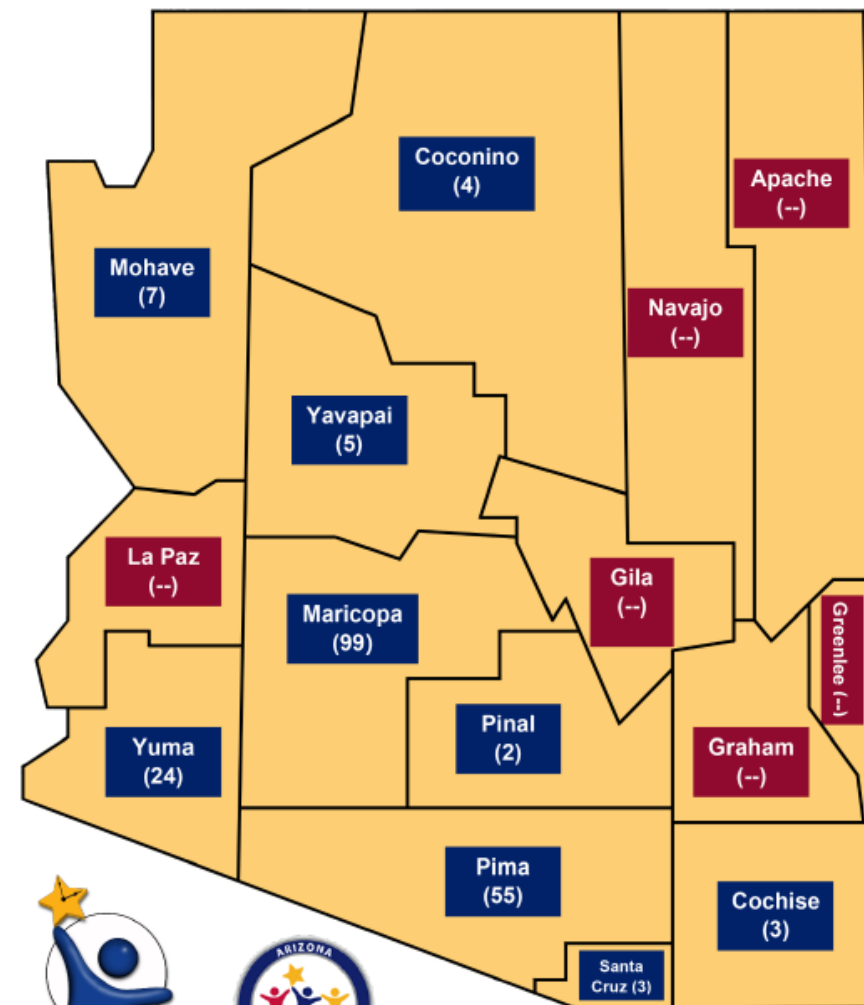 Coconino
(4)
Apache
(--)
Mohave
(7)
Navajo
(--)
Yavapai
(5)
La Paz
(--)
Gila
(--)
Maricopa
(99)
Greenlee (--)
Pinal
(2)
Yuma
(24)
Graham
(--)
Pima
(55)
Cochise
(3)
Santa
Cruz (3)
ARIZONA